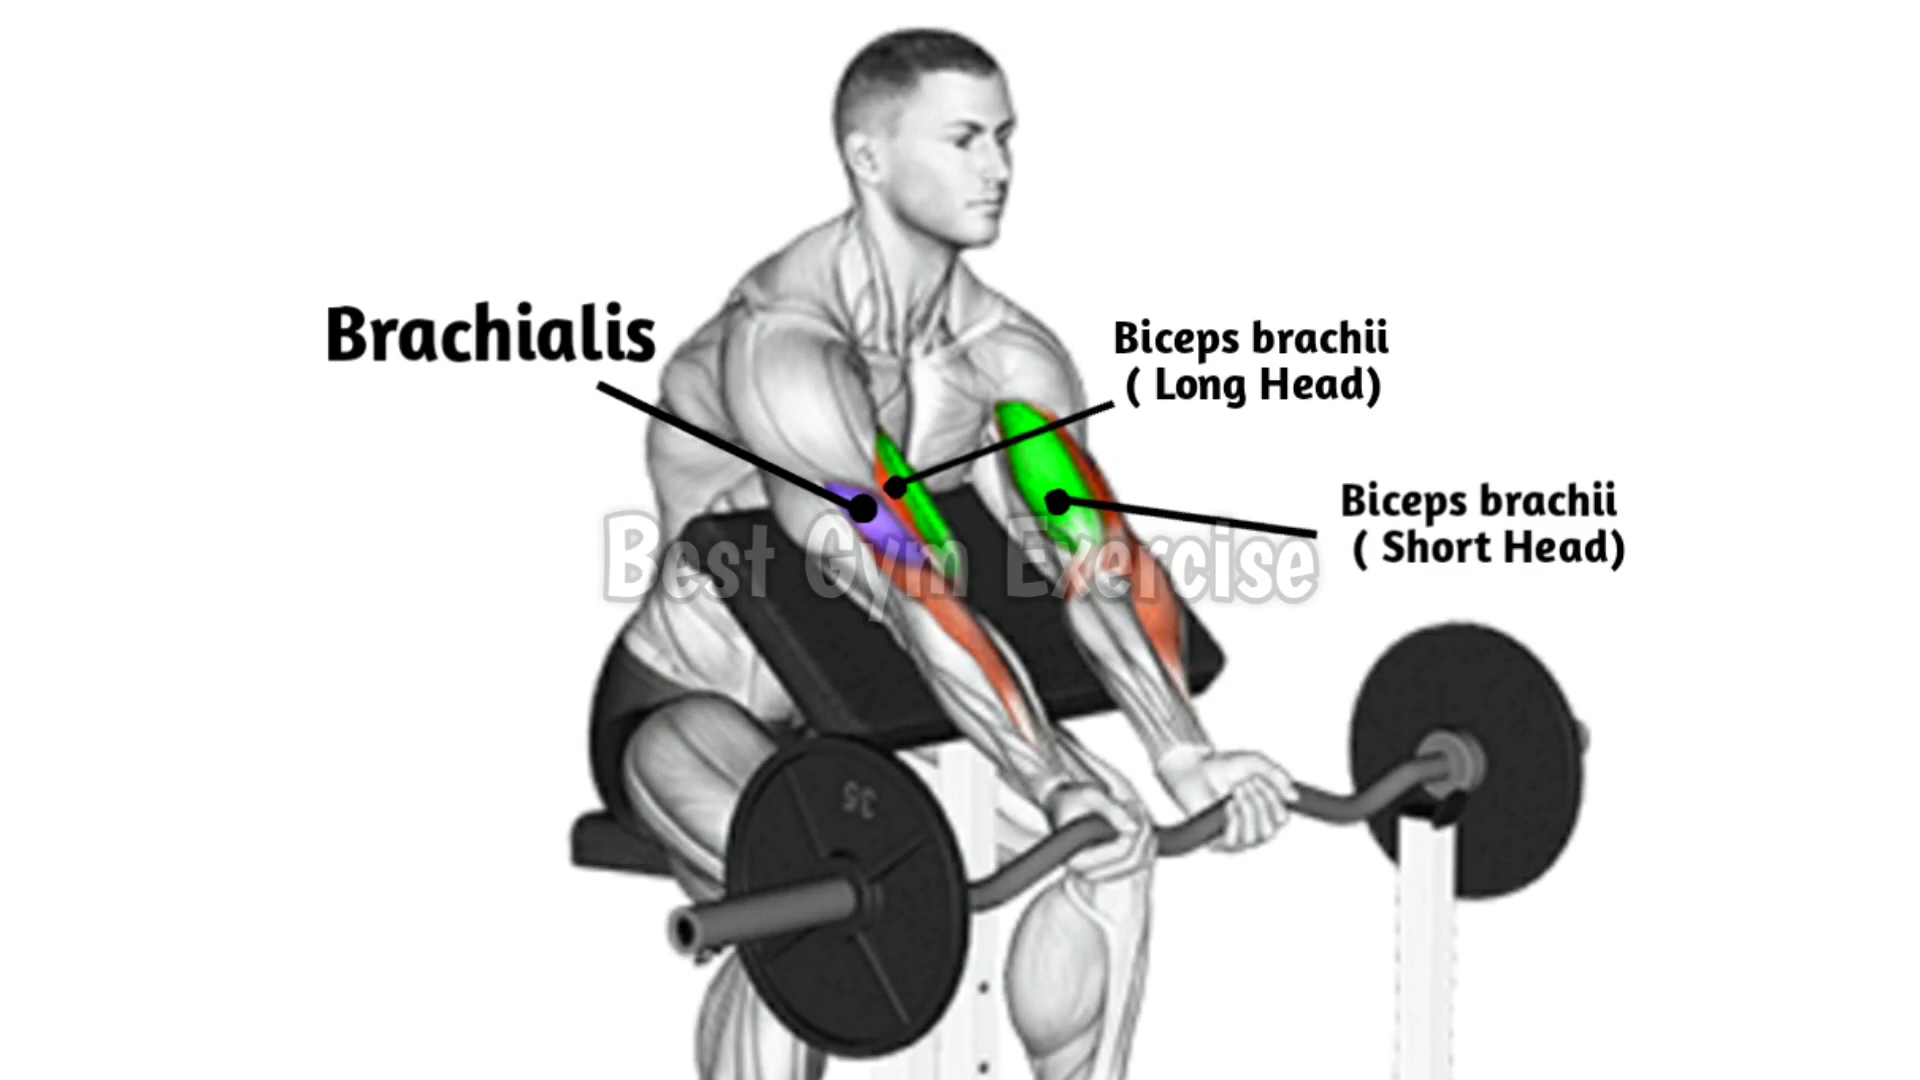 Brachialis
Biceps brachii
( Long Head)
Biceps brachii
( Short Head)
Best Gym Exercise
35